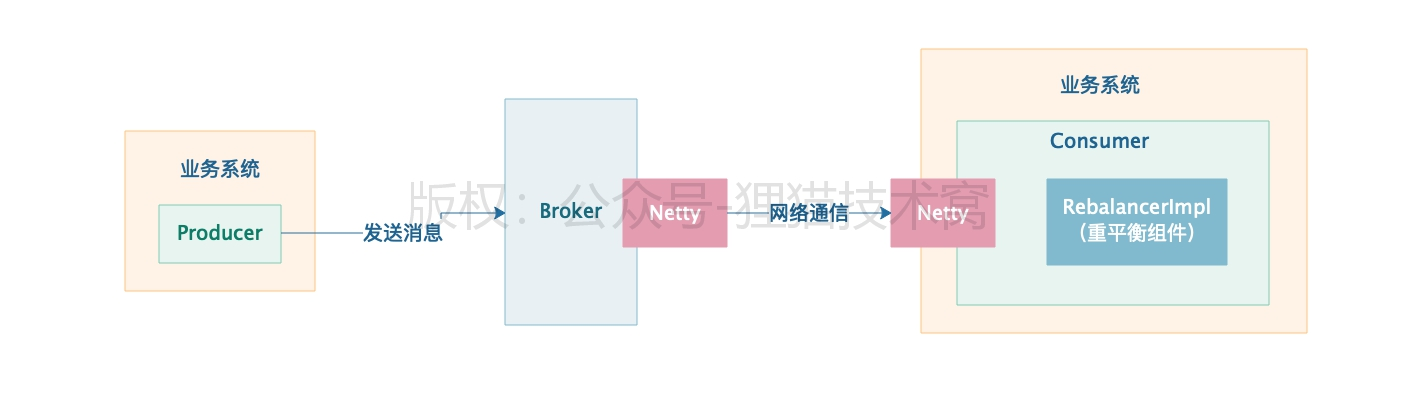 业务系统
Producer
发送消息
Broker
Netty
网络通信
Netty
业务系统
Consumer
RebalancerImpl
（重平衡组件）
版权：公众号-狸猫技术窝